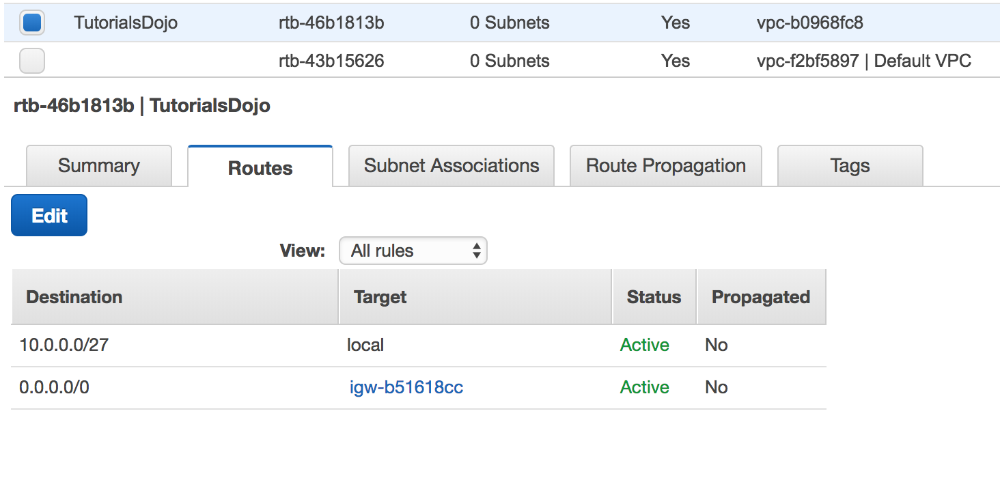 TutorialsDojo rtb-46b1813b 0 Subnets Yes vpc-b0968fc8
rtb-43b15626 0 Subnets Yes vpc-f2bf5897 | Default VPC
rtb-46b1813b | TutorialsDojo
Summary Routes Subnet Associations Route Propagation Tags
Edit
View: All rules
Destination Target Status Propagated
10.0.0.0/27 local Active No
0.0.0.0/0 igw-b51618cc Active No